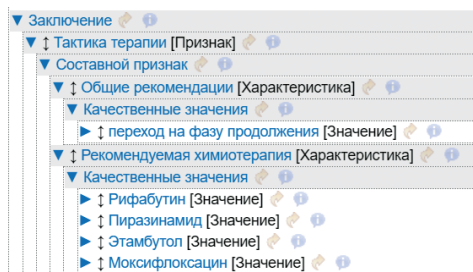 Заключение
Тактика терапии [Признак]
Составной признак
Общие рекомендации [Характеристика]
Качественные значения
переход на фазу продолжения [Значение]
Рекомендуемая химиотерапия [Характеристика]
Качественные значения
Рифабутин [Значение]
Пиразинамид [Значение]
Этамбутол [Значение]
Моксифлоксацин [Значение]